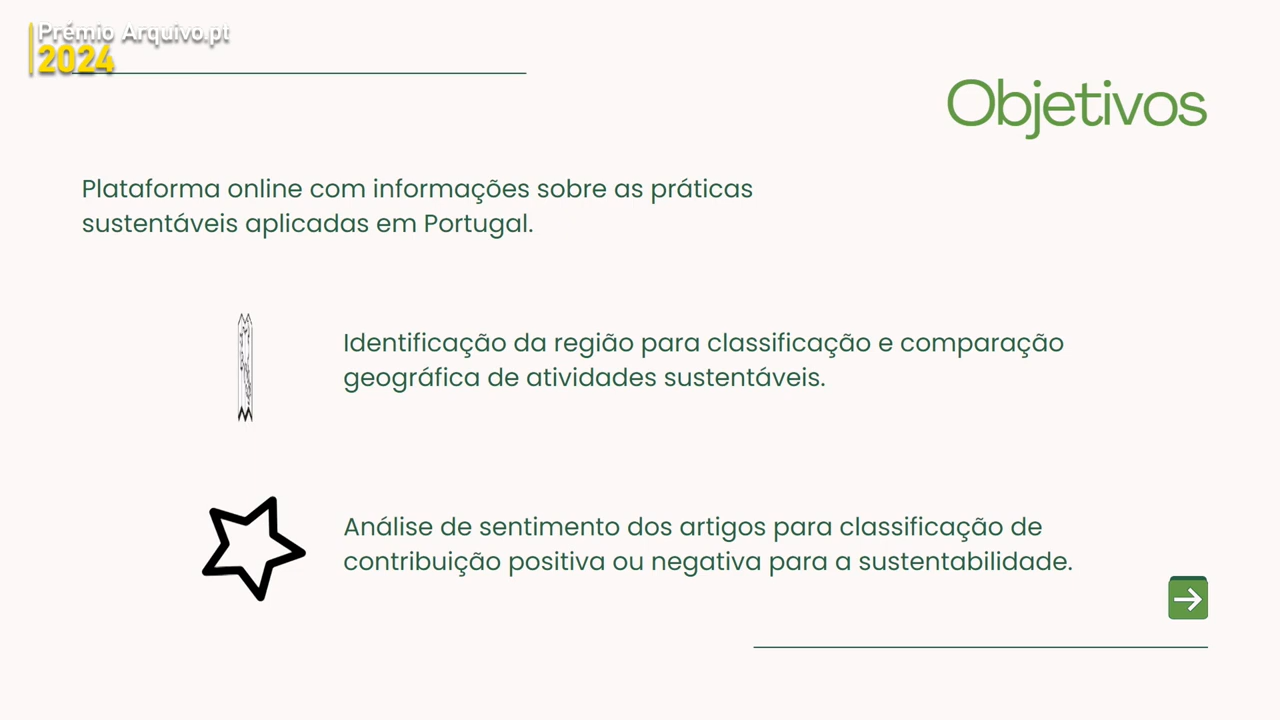 Prémio Arquivo.pt
2024
Objetivos
Plataforma online com informações sobre as práticas
sustentáveis aplicadas em Portugal.
Identificação da região para classificação e comparação
geográfica de atividades sustentáveis.
Análise de sentimento dos artigos para classificação de
contribuição positiva ou negativa para a sustentabilidade.